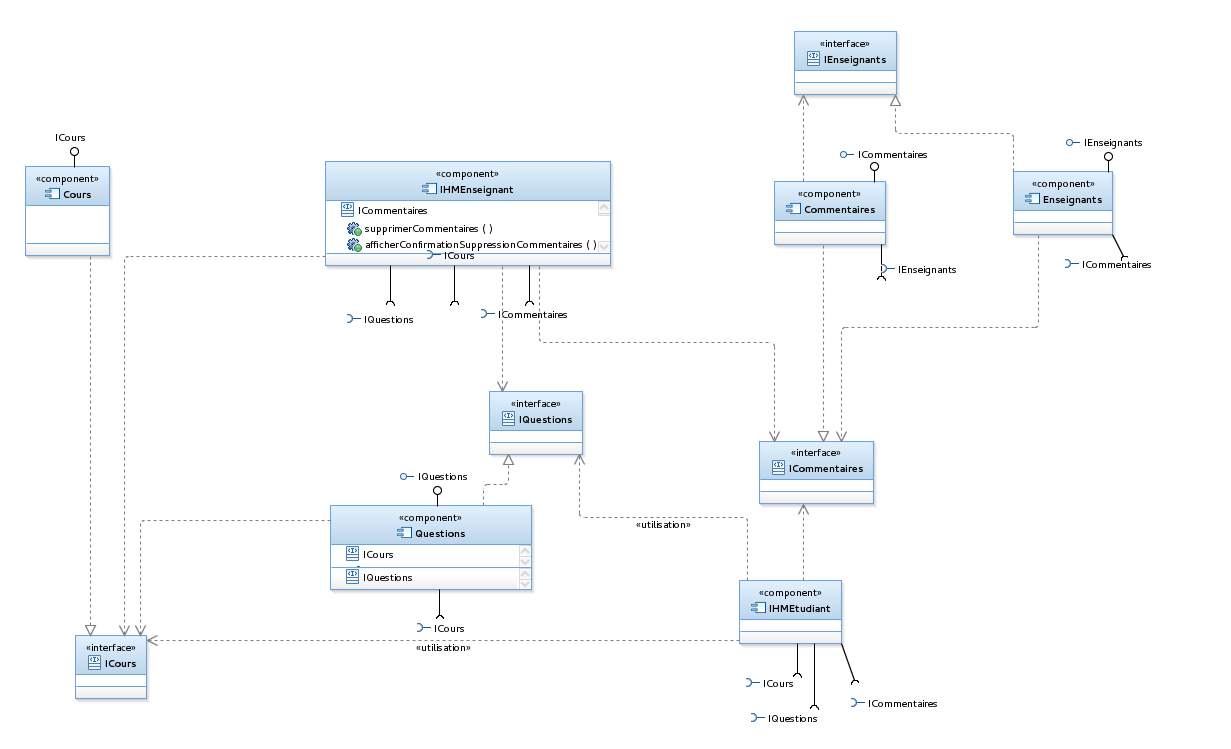 «interface»
IEnseignants
ICours
«component»
Cours
«component»
IHMEnseignant
ICommentaires
supprimerCommentaires ( )
afficherConfirmationSuppressionCommentaires ( )
ICours
IQuestions
ICommentaires
ICommentaires
«component»
Commentaires
IEnseignants
IEnseignants
«component»
Enseignants
ICommentaires
«interface»
IQuestions
«interface»
ICommentaires
IQuestions
«component»
Questions
ICours
IQuestions
ICours
«utilisation»
«component»
IHMEtudiant
«interface»
ICours
«utilisation»
ICours
IQuestions
ICommentaires